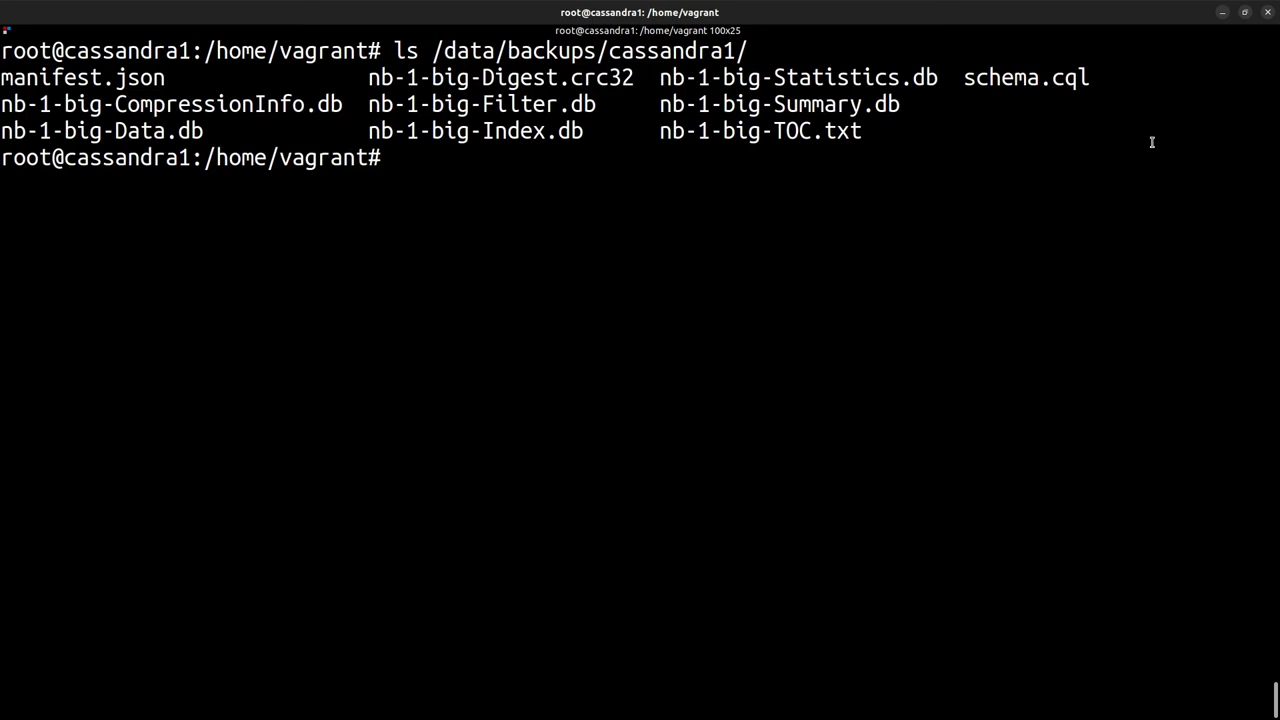 root@cassandra1: /home/vagrant
root@cassandra1: /home/vagrant 100x25
root@cassandra1:/home/vagrant# ls /data/backups/cassandra1/
manifest.json nb-1-big-Digest.crc32 nb-1-big-Statistics.db schema.cql
nb-1-big-CompressionInfo.db nb-1-big-Filter.db nb-1-big-Summary.db
nb-1-big-Data.db nb-1-big-Index.db nb-1-big-TOC.txt
root@cassandra1:/home/vagrant#